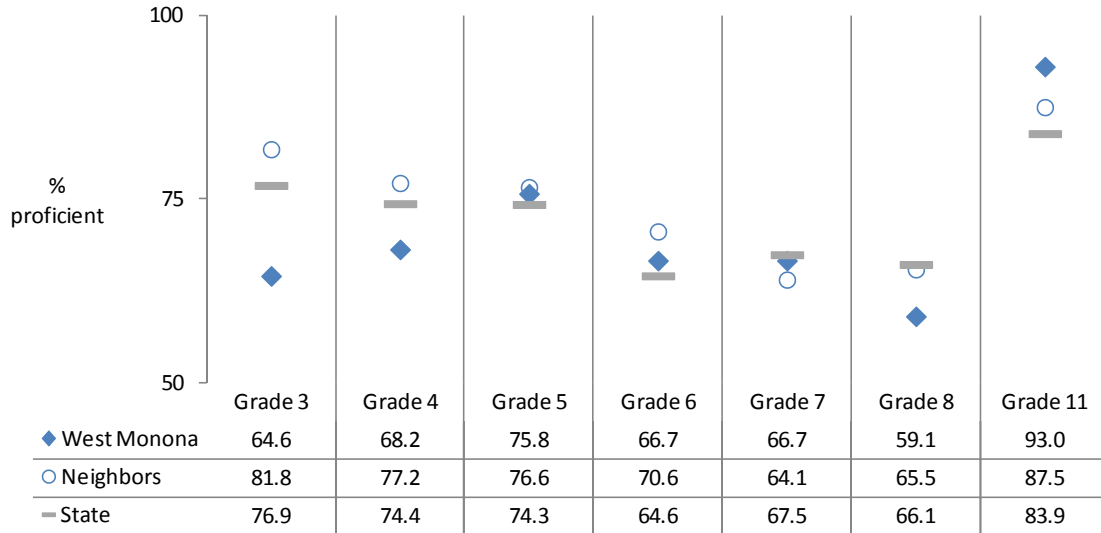 100
75
50
%
proficient
Grade 3 Grade 4 Grade 5 Grade 6 Grade 7 Grade 8 Grade 11
West Monona 64.6 68.2 75.8 66.7 66.7 59.1 93.0
Neighbors 81.8 77.2 76.6 70.6 64.1 65.5 87.5
State 76.9 74.4 74.3 64.6 67.5 66.1 83.9